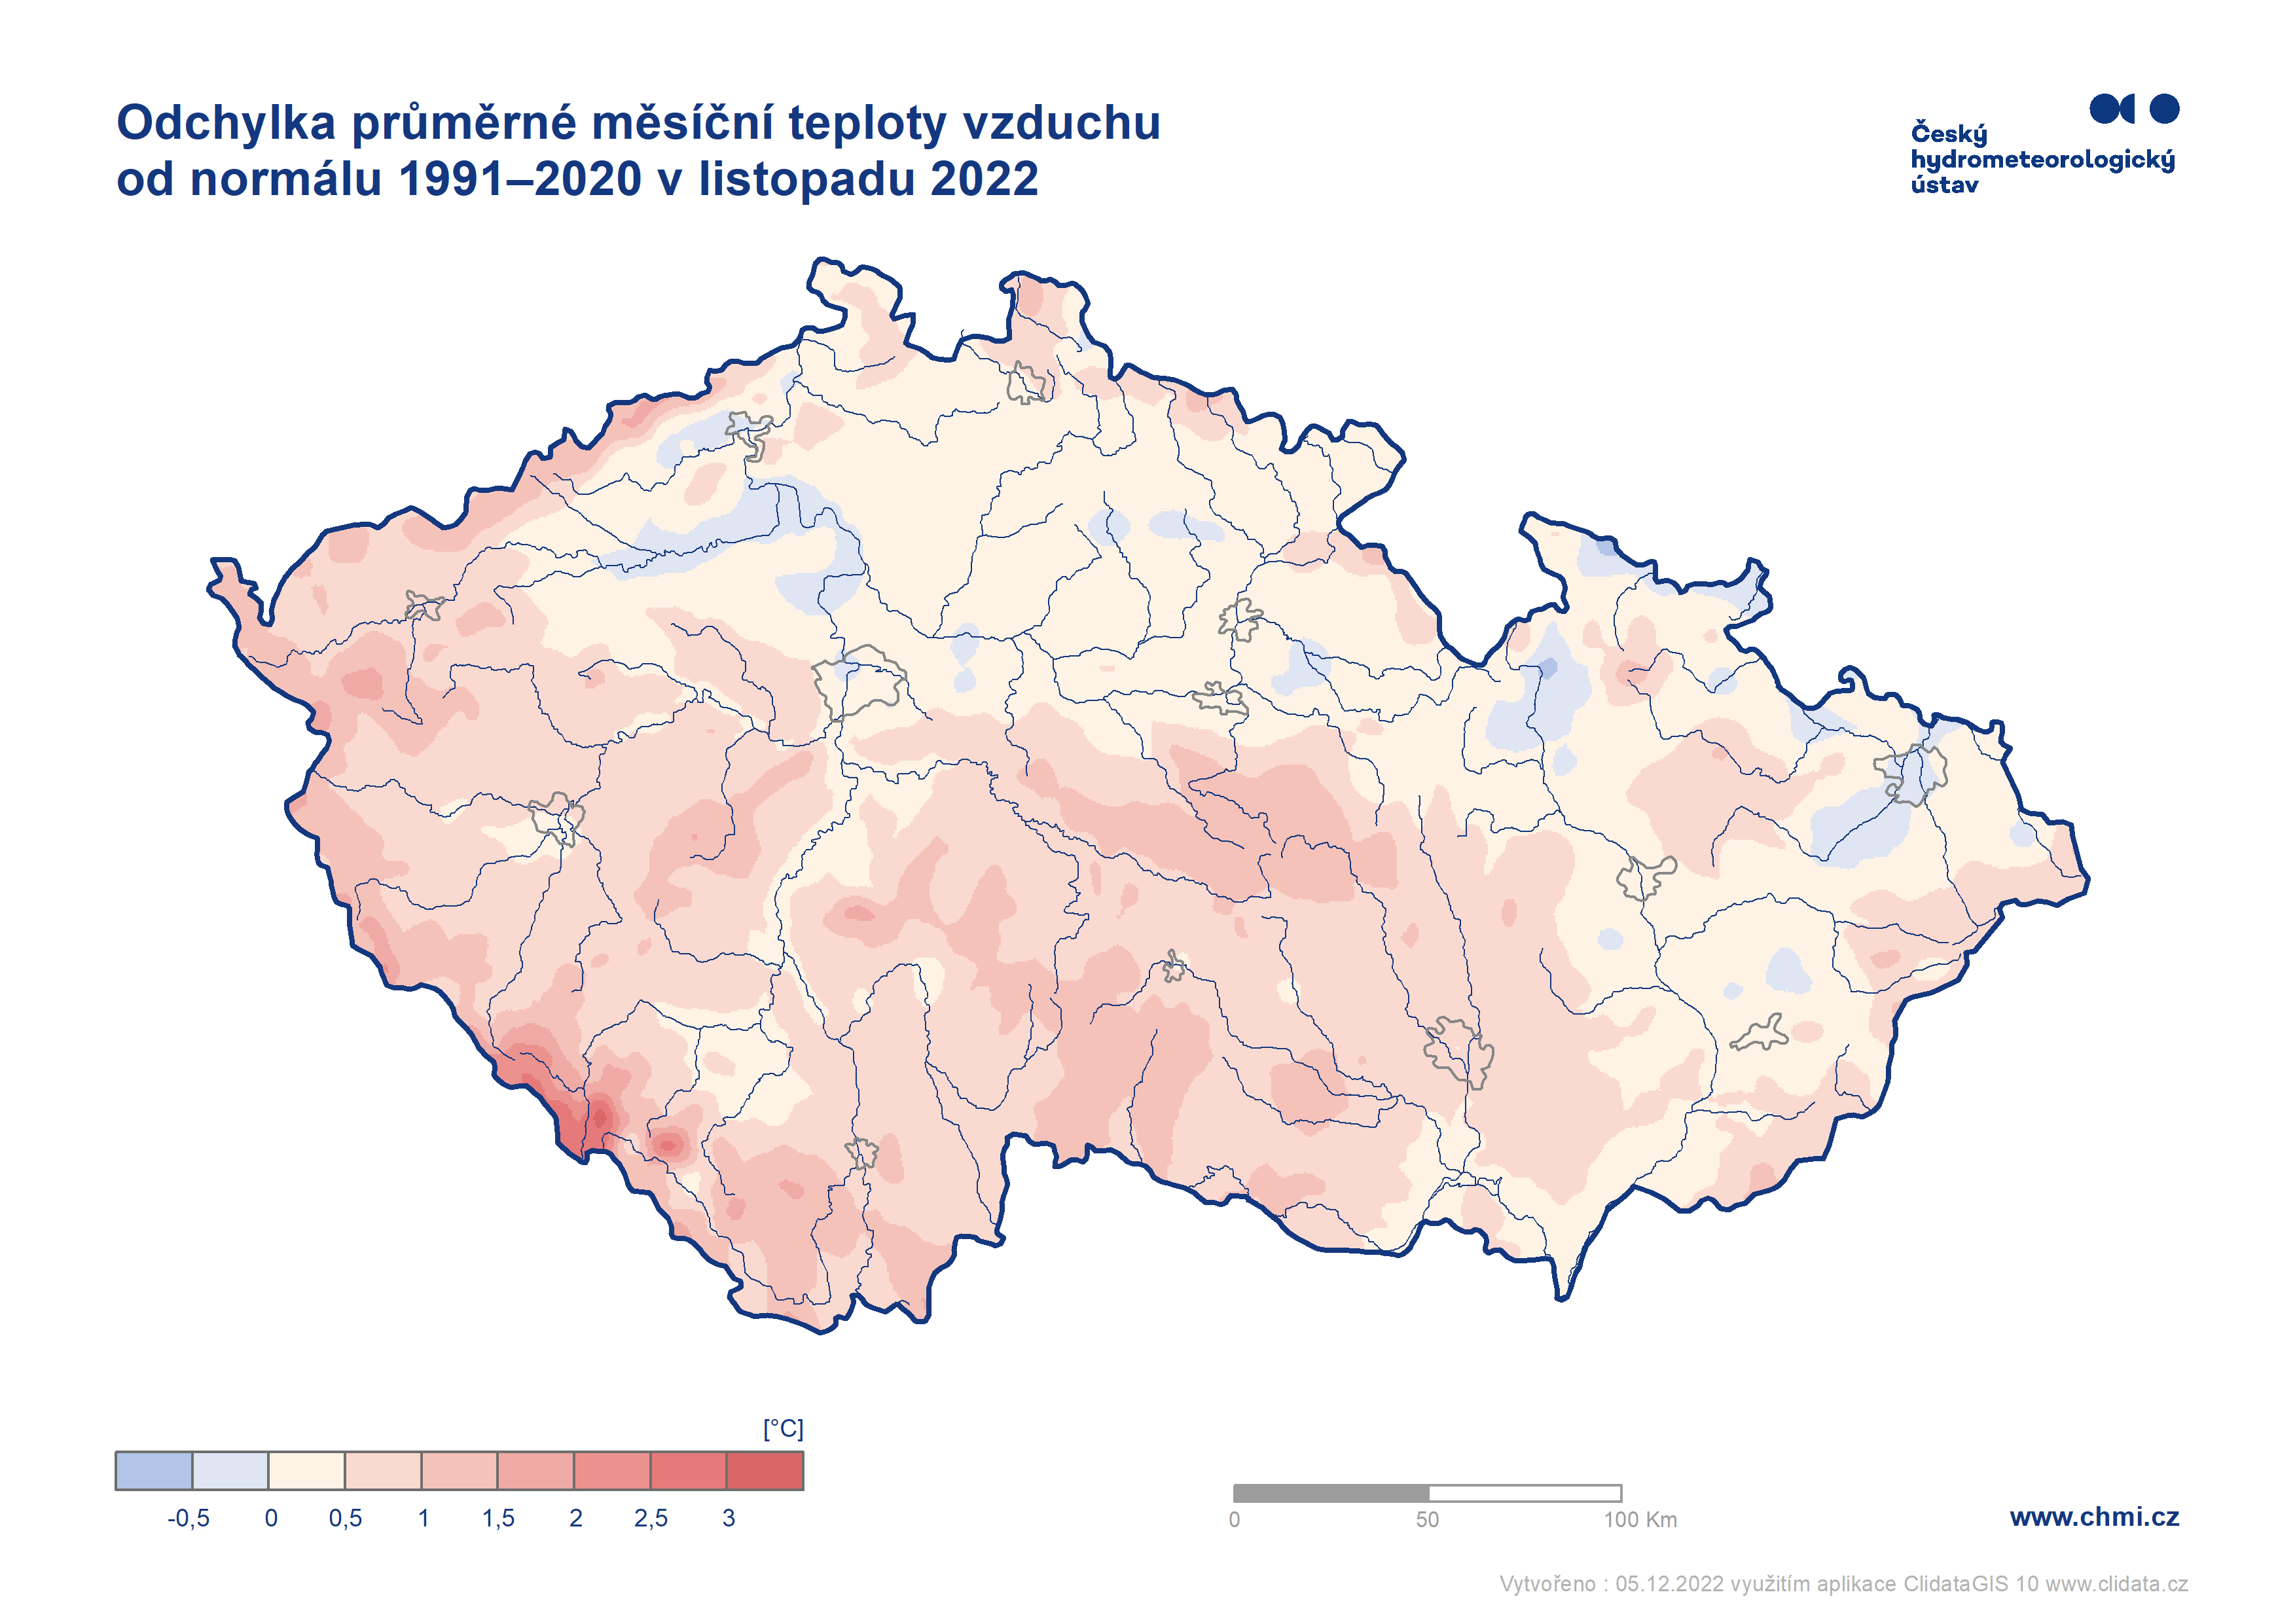 Odchylka průměrné měsíční teploty vzduchu
od normálu 1991–2020 v listopadu 2022
Český
hydrometeorologický
ústav
[°C]
-0,5 0 0,5 1 1,5 2 2,5 3
0 50 100 Km
www.chmi.cz
Vytvořeno : 05.12.2022 využitím aplikace ClidataGIS 10 www.clidata.cz